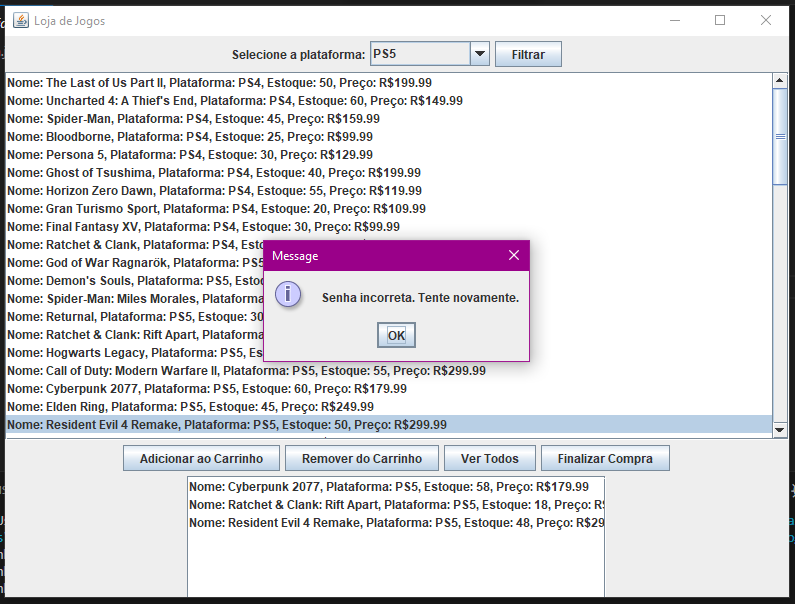 Loja de Jogos
Selecione a plataforma: PS5 Filtrar
Nome: The Last of Us Part II, Plataforma: PS4, Estoque: 50, Preço: R$199.99
Nome: Uncharted 4: A Thief's End, Plataforma: PS4, Estoque: 60, Preço: R$149.99
Nome: Spider-Man, Plataforma: PS4, Estoque: 45, Preço: R$159.99
Nome: Bloodborne, Plataforma: PS4, Estoque: 25, Preço: R$99.99
Nome: Persona 5, Plataforma: PS4, Estoque: 30, Preço: R$129.99
Nome: Ghost of Tsushima, Plataforma: PS4, Estoque: 40, Preço: R$199.99
Nome: Horizon Zero Dawn, Plataforma: PS4, Estoque: 55, Preço: R$119.99
Nome: Gran Turismo Sport, Plataforma: PS4, Estoque: 20, Preço: R$109.99
Nome: Final Fantasy XV, Plataforma: PS4, Estoque: 30, Preço: R$99.99
Nome: Ratchet & Clank, Plataforma: PS4, Esto
Nome: God of War Ragnarök, Plataforma: PS5
Nome: Demon's Souls, Plataforma: PS5, Esto
Nome: Spider-Man: Miles Morales, Plataforma
Nome: Returnal, Plataforma: PS5, Estoque: 30
Nome: Ratchet & Clank: Rift Apart, Plataforma:
Nome: Hogwarts Legacy, Plataforma: PS5, Es
Nome: Call of Duty: Modern Warfare II, Plataforma: PS5, Estoque: 55, Preço: R$299.99
Nome: Cyberpunk 2077, Plataforma: PS5, Estoque: 60, Preço: R$179.99
Nome: Elden Ring, Plataforma: PS5, Estoque: 45, Preço: R$249.99
Nome: Resident Evil 4 Remake, Plataforma: PS5, Estoque: 50, Preço: R$299.99
Message
Senha incorreta. Tente novamente.
OK
Adicionar ao Carrinho Remover do Carrinho Ver Todos Finalizar Compra
Nome: Cyberpunk 2077, Plataforma: PS5, Estoque: 58, Preço: R$179.99
Nome: Ratchet & Clank: Rift Apart, Plataforma: PS5, Estoque: 18, Preço: R$
Nome: Resident Evil 4 Remake, Plataforma: PS5, Estoque: 48, Preço: R$29